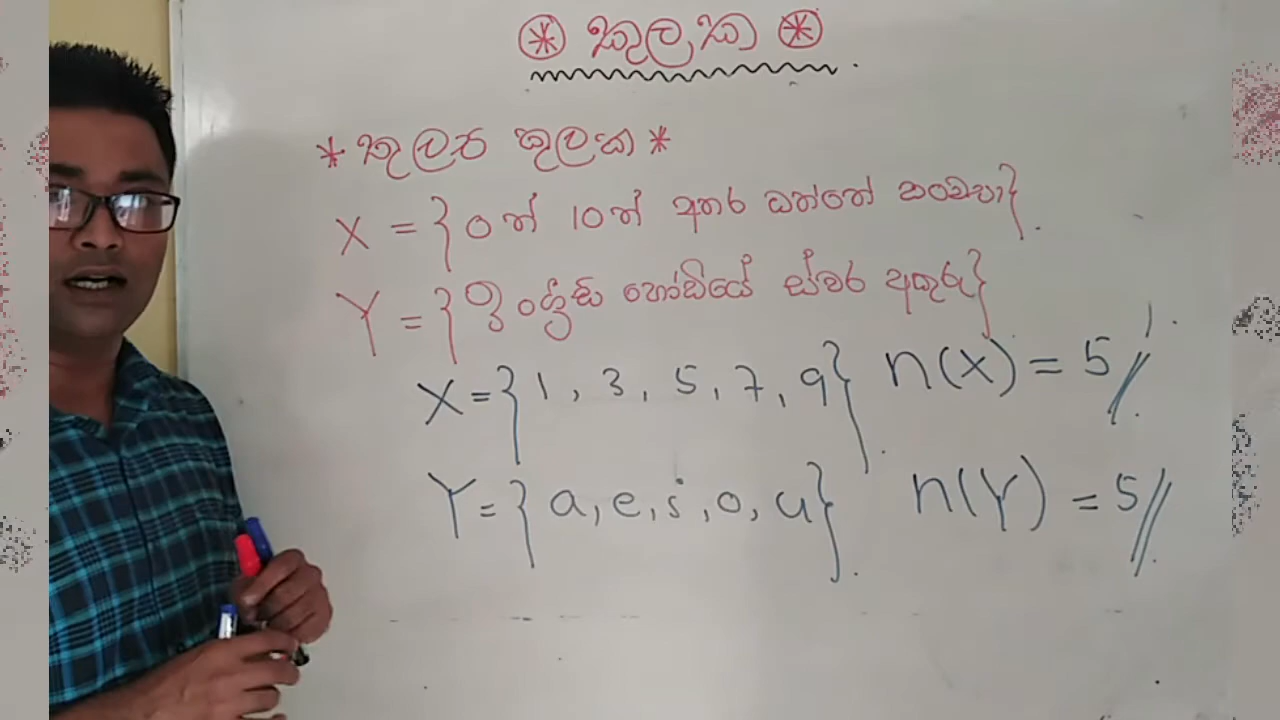 ⊛ කුලක ⊛
* තුල්‍ය කුලක *
X = {0ත් 10ත් අතර ඔත්තේ සංඛ්‍යා}
Y = {ඉංග්‍රීසි හෝඩියේ ස්වර අකුරු}
X = {1, 3, 5, 7, 9} n(X) = 5//
Y = {a, e, i, o, u} n(Y) = 5//